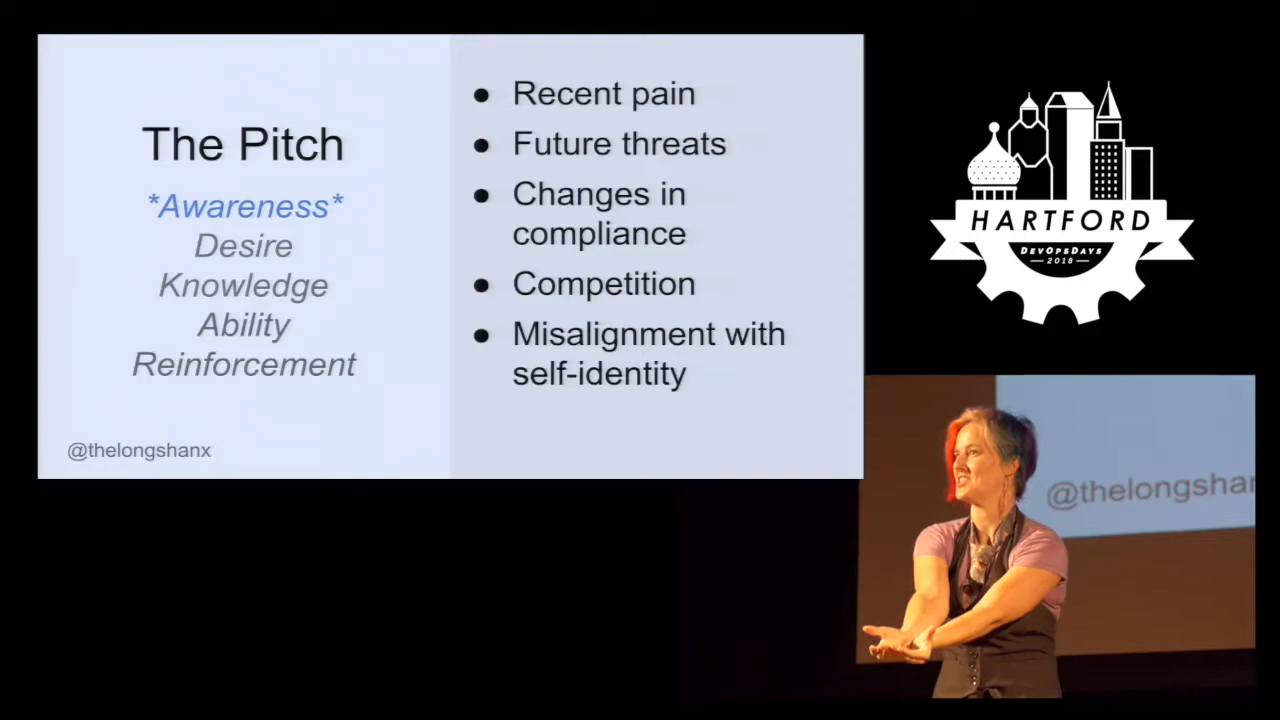 The Pitch
*Awareness*
Desire
Knowledge
Ability
Reinforcement
@thelongshanx
● Recent pain
● Future threats
● Changes in
compliance
● Competition
● Misalignment with
self-identity
HARTFORD
DEVOPSDAYS
2018
@thelongshan